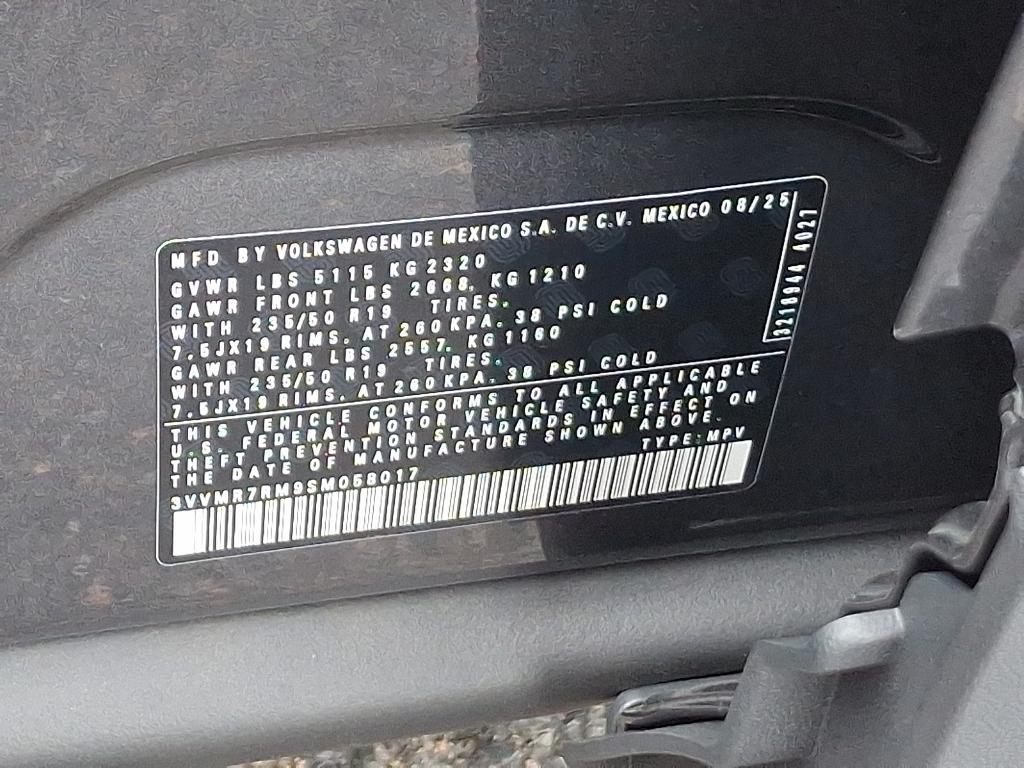 MFD. BY VOLKSWAGEN DE MEXICO S.A. DE C.V. MEXICO 08/25
GVWR LBS 5115 KG 2320
GAWR FRONT LBS 2668. KG 1210
WITH 235/50 R19 TIRES.
7.5JX19 RIMS. AT 260 KPA. 38 PSI COLD
GAWR REAR LBS 2557. KG 1160
WITH 235/50 R19 TIRES.
7.5JX19 RIMS. AT 260 KPA. 38 PSI COLD
THIS VEHICLE CONFORMS TO ALL APPLICABLE
U.S. FEDERAL MOTOR VEHICLE SAFETY AND
THEFT PREVENTION STANDARDS IN EFFECT ON
THE DATE OF MANUFACTURE SHOWN ABOVE.
3VVMR7RM9SM058017 TYPE: MPV
3218944 4021